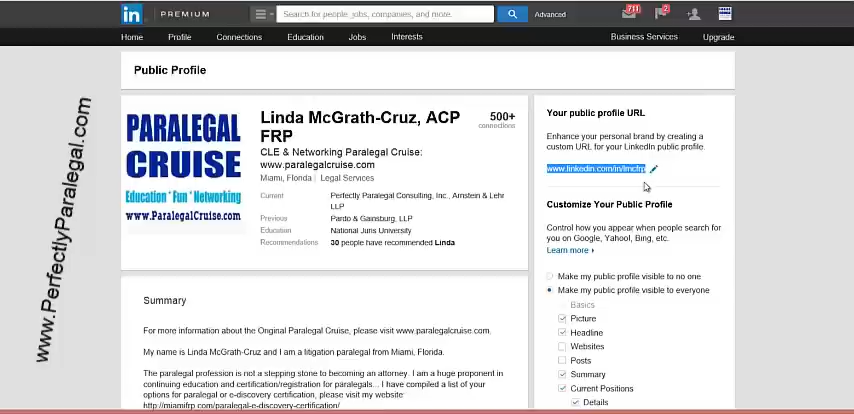 in PREMIUM
Search for people, jobs, companies, and more.
Advanced
711
2
Home Profile Connections Education Jobs Interests
Business Services Upgrade
Public Profile
www.PerfectlyParalegal.com
PARALEGAL
CRUISE
Education * Fun * Networking
www.ParalegalCruise.com
Linda McGrath-Cruz, ACP
FRP
500+
connections
CLE & Networking Paralegal Cruise:
www.paralegalcruise.com
Miami, Florida | Legal Services
Current Perfectly Paralegal Consulting, Inc., Arnstein & Lehr
LLP
Previous Pardo & Gainsburg, LLP
Education National Juris University
Recommendations 30 people have recommended Linda
Summary
For more information about the Original Paralegal Cruise, please visit www.paralegalcruise.com.
My name is Linda McGrath-Cruz and I am a litigation paralegal from Miami, Florida.
The paralegal profession is not a stepping stone to becoming an attorney. I am a huge proponent in
continuing education and certification/registration for paralegals... I have compiled a list of your
options for paralegal or e-discovery certification, please visit my website
http://miamifrp.com/paralegal-e-discovery-certification/
Your public profile URL
Enhance your personal brand by creating a
custom URL for your LinkedIn public profile.
www.linkedin.com/in/lmcfrp
Customize Your Public Profile
Control how you appear when people search for
you on Google, Yahoo!, Bing, etc.
Learn more
Make my public profile visible to no one
Make my public profile visible to everyone
Basics
Picture
Headline
Websites
Posts
Summary
Current Positions
Details